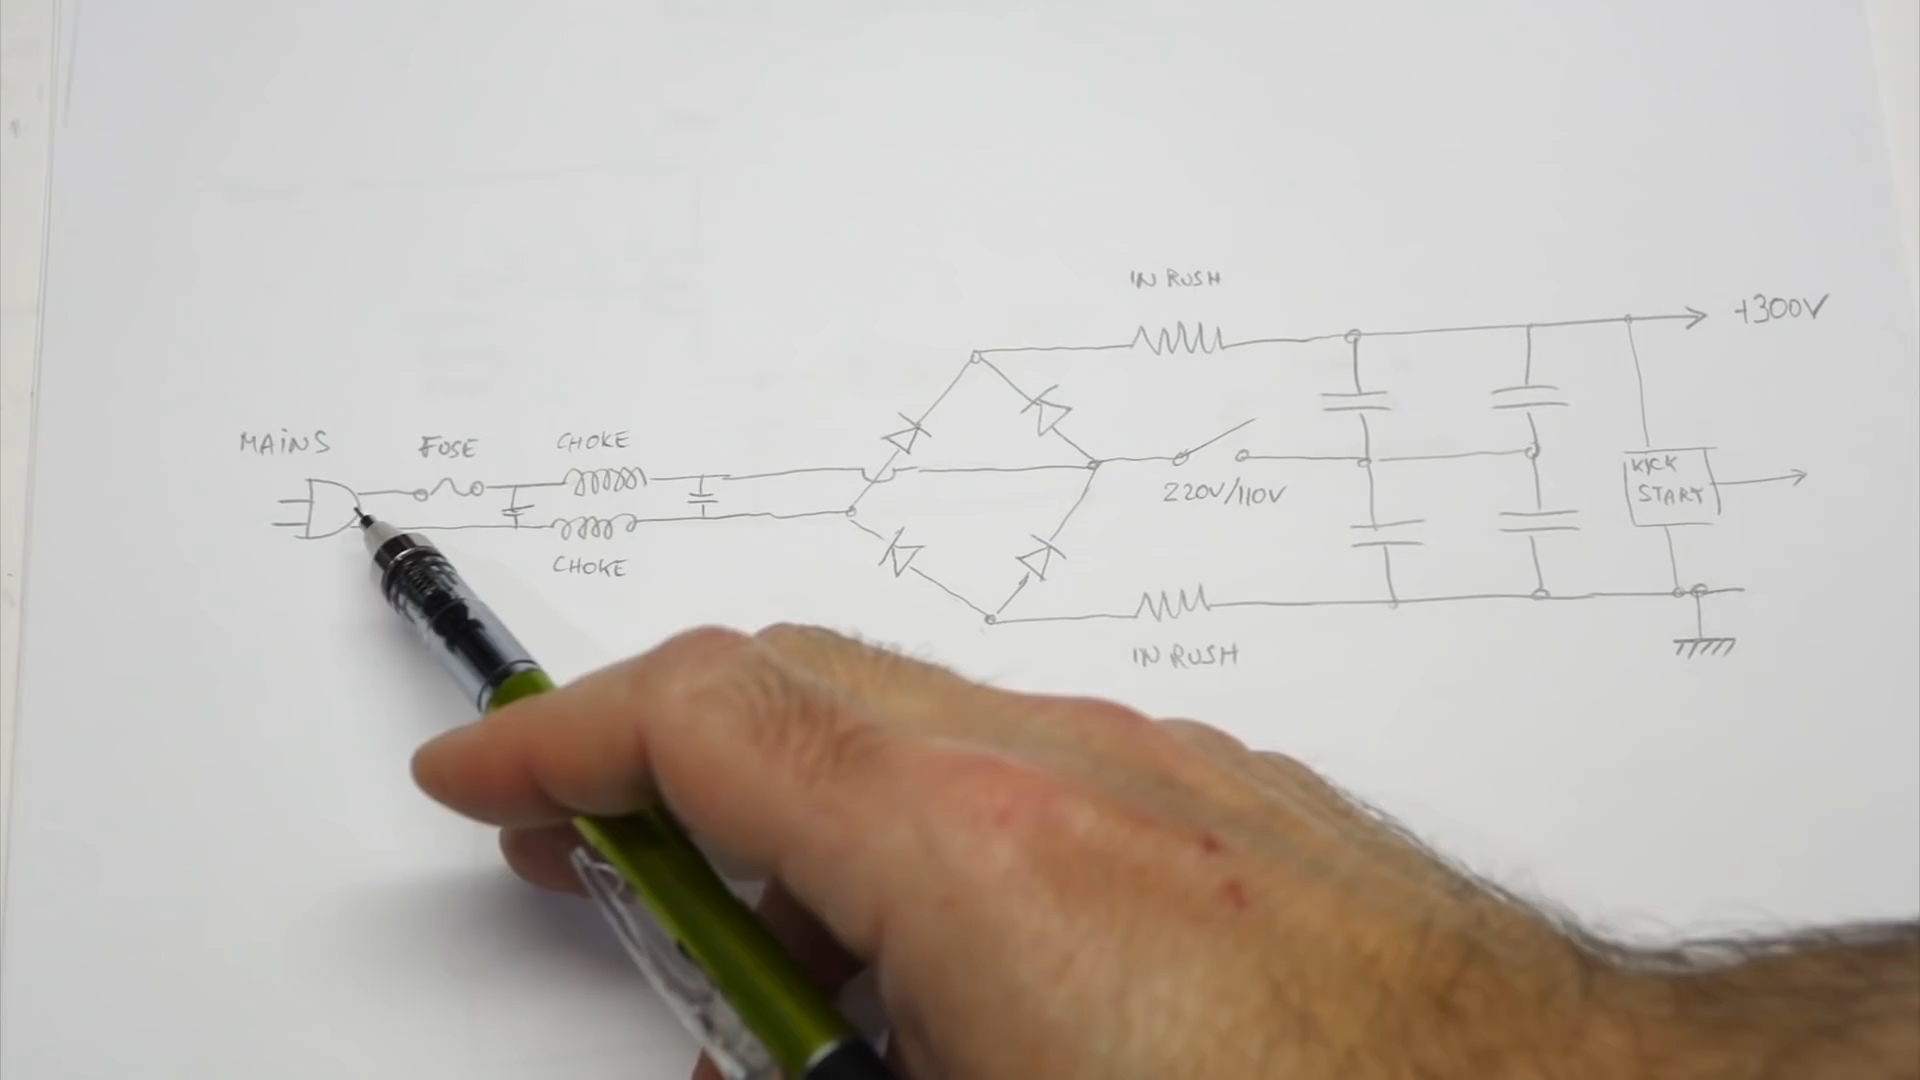 IN RUSH
+300V
MAINS
FUSE
CHOKE
KICK
START
220V/110V
CHOKE
IN RUSH